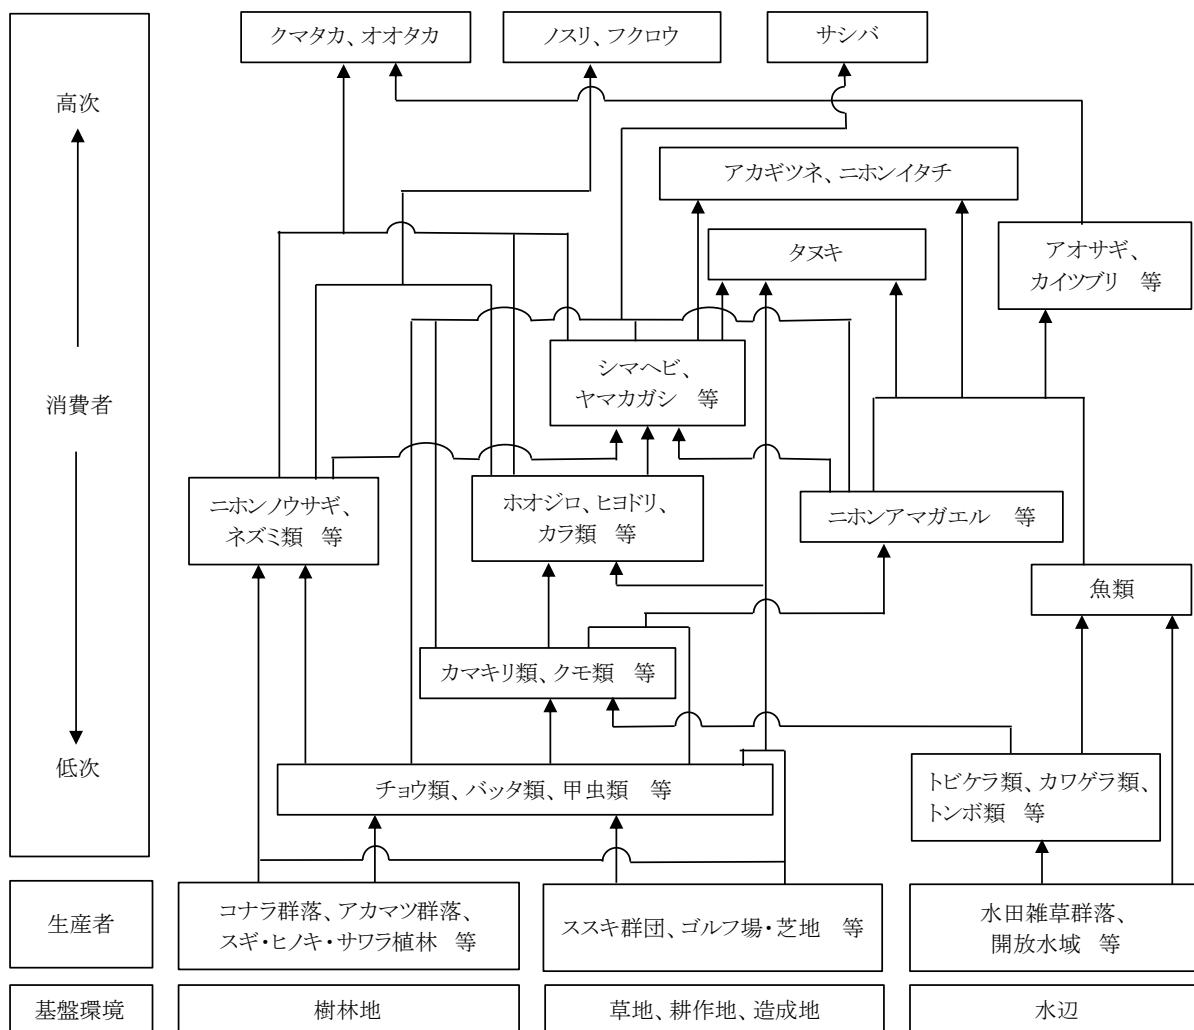 クマタカ、オオタカ
ノスリ、フクロウ
サシバ
高次
アカギツネ、ニホンイタチ
タヌキ
アオサギ、
カイツブリ 等
シマヘビ、
ヤマカガシ 等
消費者
ニホンノウサギ、
ネズミ類 等
ホオジロ、ヒヨドリ、
カラ類 等
ニホンアマガエル 等
魚類
カマキリ類、クモ類 等
低次
チョウ類、バッタ類、甲虫類 等
トビケラ類、カワゲラ類、
トンボ類 等
生産者
コナラ群落、アカマツ群落、
スギ・ヒノキ・サワラ植林 等
ススキ群団、ゴルフ場・芝地 等
水田雑草群落、
開放水域 等
基盤環境
樹林地
草地、耕作地、造成地
水辺